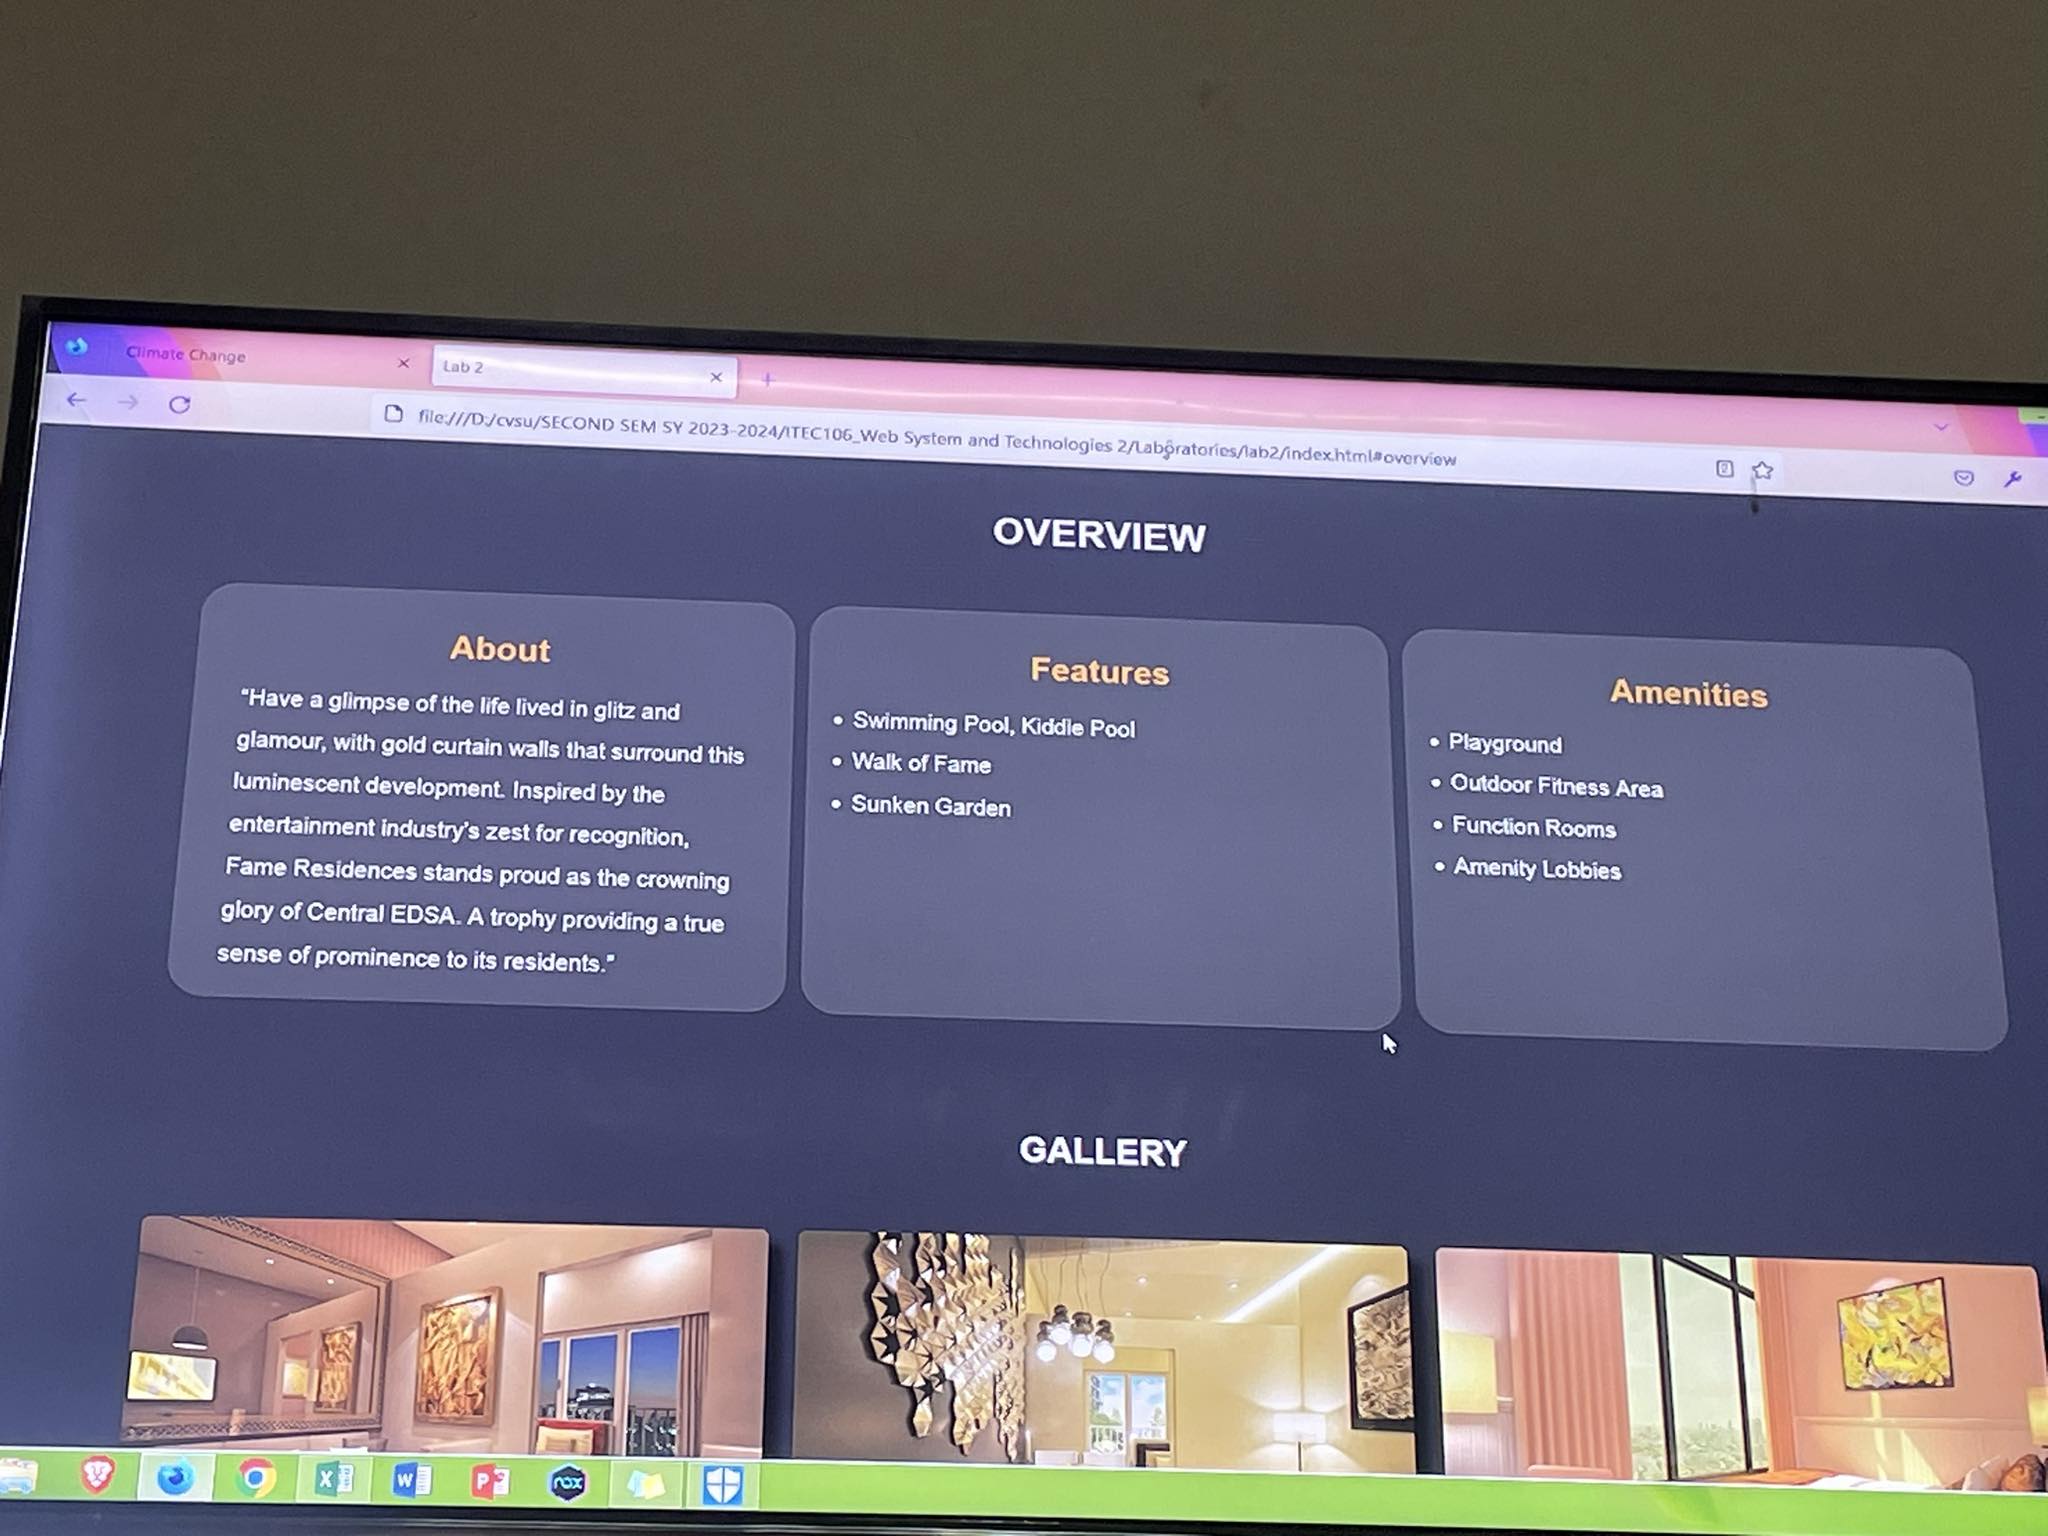 Climate Change
Lab 2
file:///D:/cvsu/SECOND SEM SY 2023-2024/ITEC106_Web System and Technologies 2/Laboratories/lab2/index.html#overview
OVERVIEW
About
“Have a glimpse of the life lived in glitz and
glamour, with gold curtain walls that surround this
luminescent development. Inspired by the
entertainment industry's zest for recognition,
Fame Residences stands proud as the crowning
glory of Central EDSA. A trophy providing a true
sense of prominence to its residents.”
Features
• Swimming Pool, Kiddie Pool
• Walk of Fame
• Sunken Garden
Amenities
• Playground
• Outdoor Fitness Area
• Function Rooms
• Amenity Lobbies
GALLERY
nox